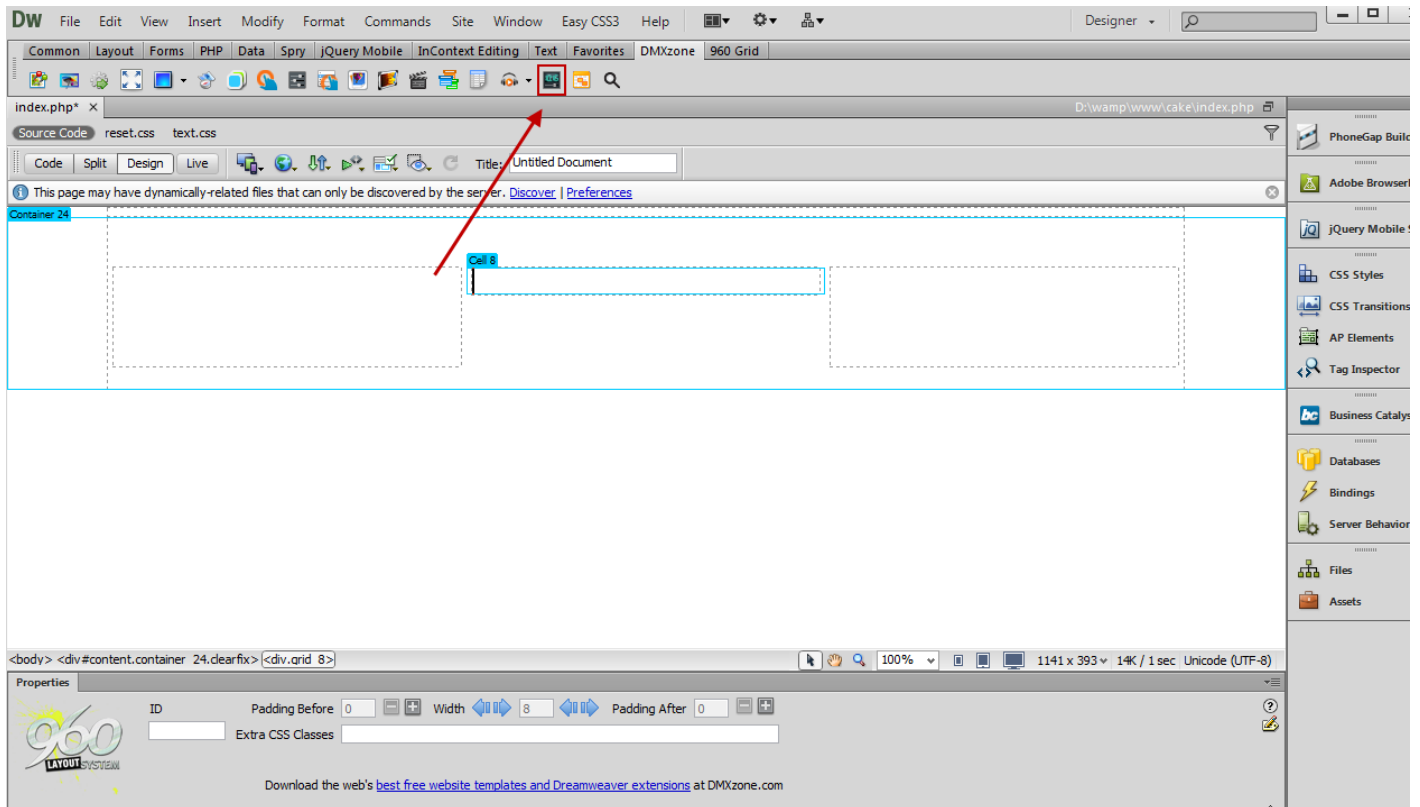 DW File Edit View Insert Modify Format Commands Site Window Easy CSS3 Help Designer
Common Layout Forms PHP Data Spry jQuery Mobile InContext Editing Text Favorites DMXzone 960 Grid
index.php* D:\wamp\www\cake\index.php
Source Code reset.css text.css
Code Split Design Live Title: Untitled Document
This page may have dynamically-related files that can only be discovered by the server. Discover | Preferences
Container 24
Cell 8
PhoneGap Build
Adobe BrowserL
jQuery Mobile S
CSS Styles
CSS Transitions
AP Elements
Tag Inspector
Business Catalys
Databases
Bindings
Server Behavior
Files
Assets
<body> <div#content.container_24.clearfix> <div.grid_8> 100% 1141 x 393 14K / 1 sec Unicode (UTF-8)
Properties
ID Padding Before 0 Width 8 Padding After 0
Extra CSS Classes
960
LAYOUT SYSTEM
Download the web's best free website templates and Dreamweaver extensions at DMXzone.com